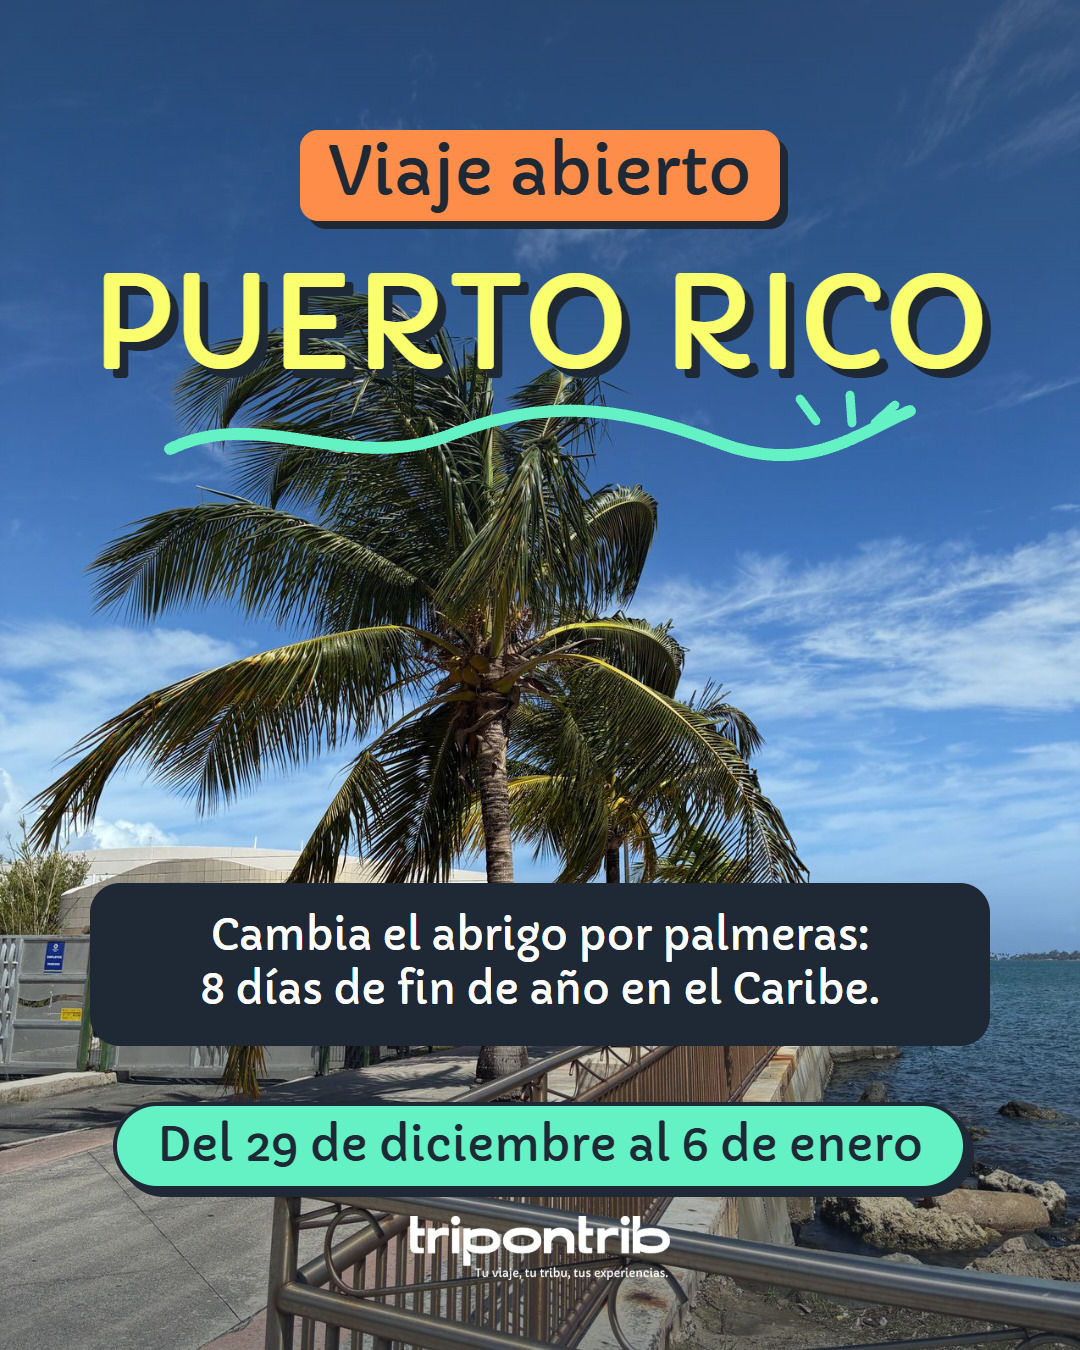 Viaje abierto
PUERTO RICO
Cambia el abrigo por palmeras:
8 días de fin de año en el Caribe.
Del 29 de diciembre al 6 de enero
tripontrib
Tu viaje, tu tribu, tus experiencias.